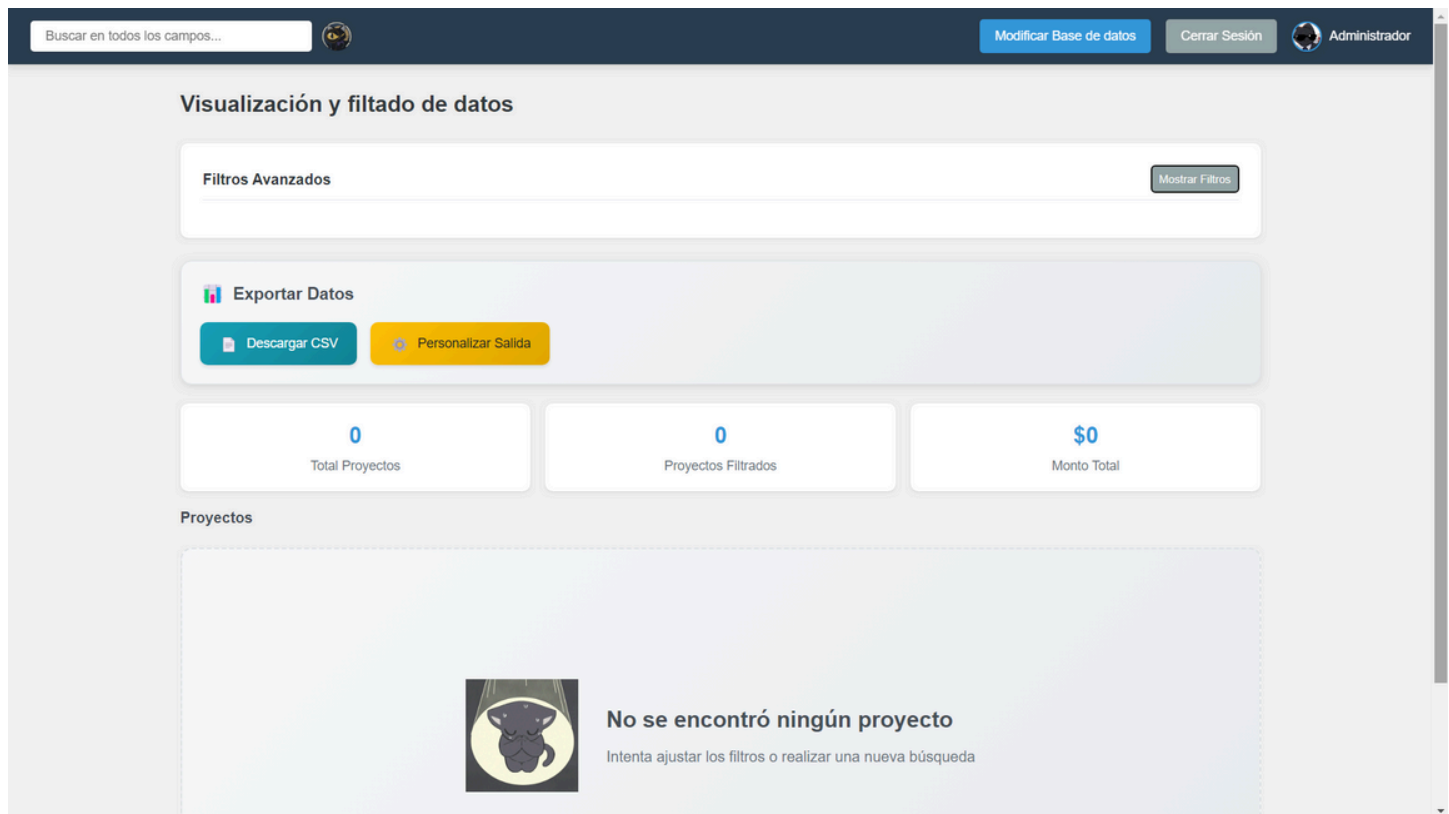 Buscar en todos los campos...
Modificar Base de datos
Cerrar Sesión
Administrador
Visualización y filtado de datos
Filtros Avanzados
Mostrar Filtros
Exportar Datos
Descargar CSV
Personalizar Salida
0
Total Proyectos
0
Proyectos Filtrados
$0
Monto Total
Proyectos
No se encontró ningún proyecto
Intenta ajustar los filtros o realizar una nueva búsqueda